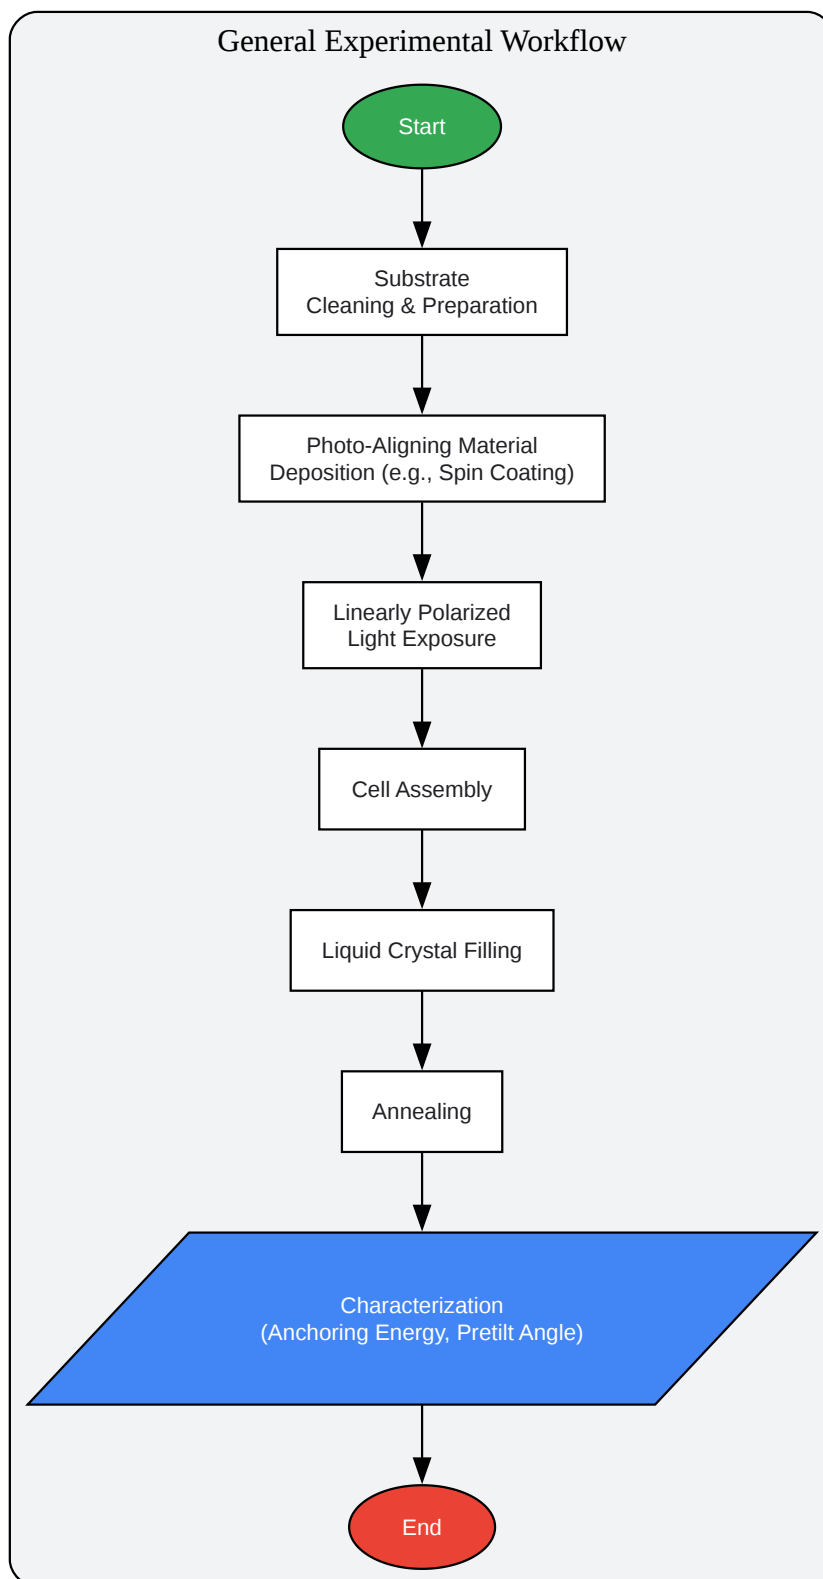 General Experimental Workflow
Start
Substrate
Cleaning & Preparation
Photo-Aligning Material
Deposition (e.g., Spin Coating)
Linearly Polarized
Light Exposure
Cell Assembly
Liquid Crystal Filling
Annealing
Characterization
(Anchoring Energy, Pretilt Angle)
End